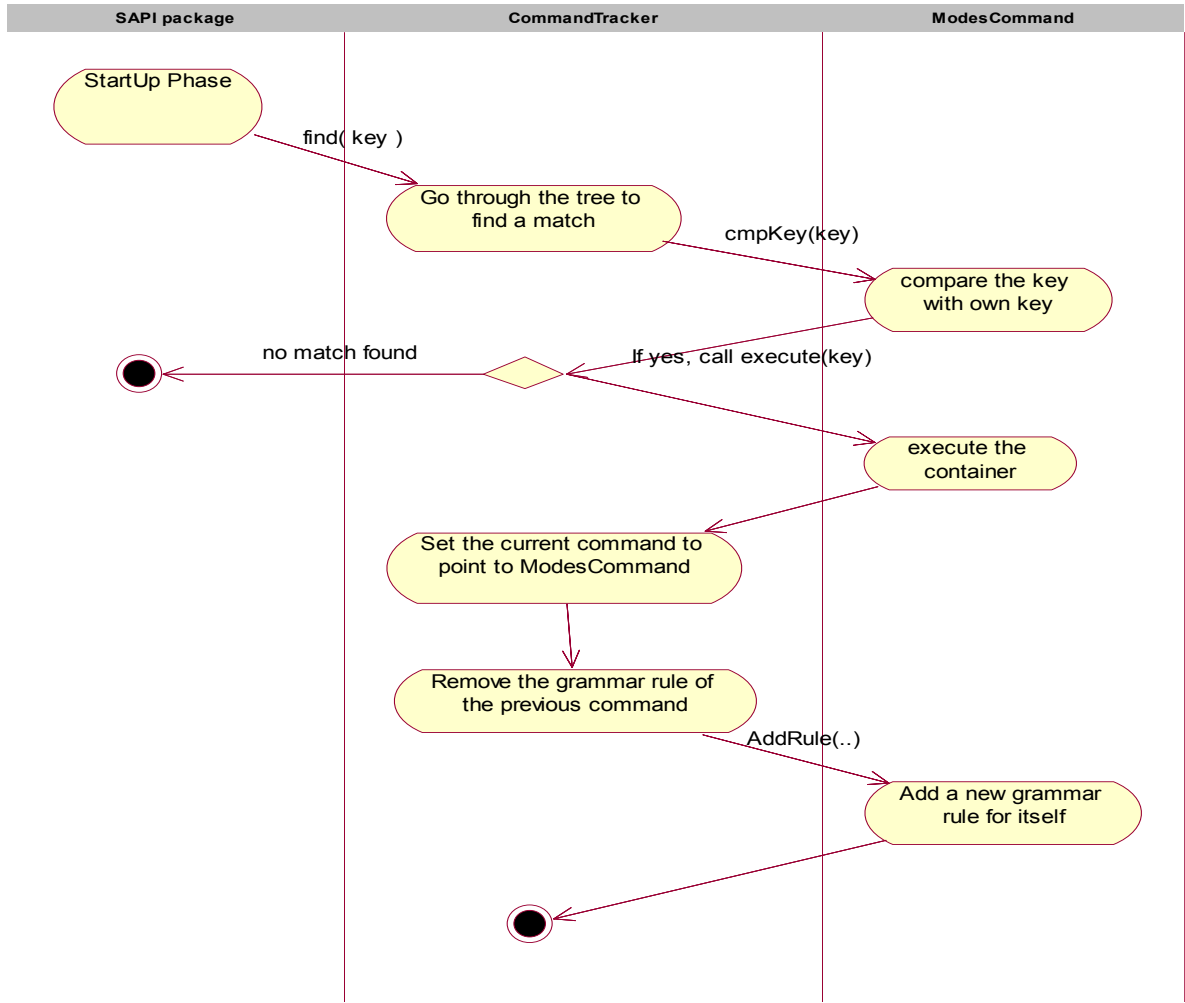 SAPI package
CommandTracker
ModesCommand
StartUp Phase
find( key )
Go through the tree to
find a match
cmpKey(key)
compare the key
with own key
no match found
If yes, call execute(key)
execute the
container
Set the current command to
point to ModesCommand
Remove the grammar rule of
the previous command
AddRule(..)
Add a new grammar
rule for itself